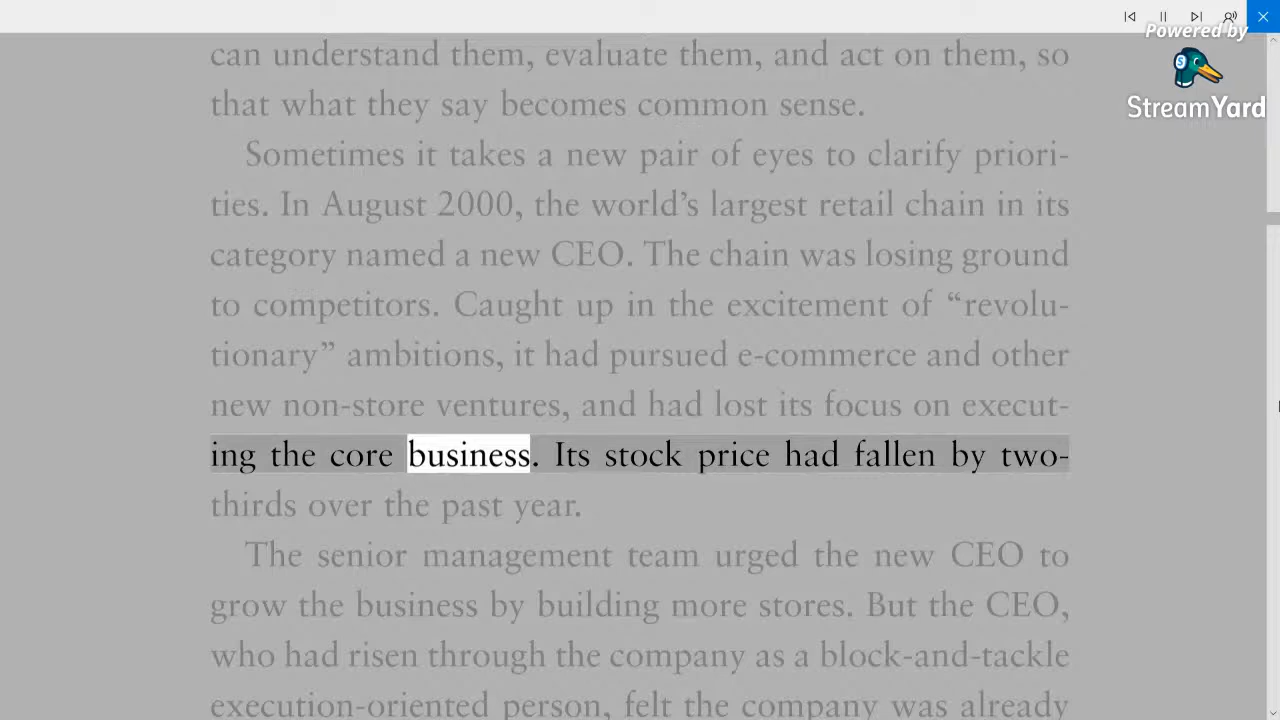 Powered by
StreamYard
can understand them, evaluate them, and act on them, so
that what they say becomes common sense.
Sometimes it takes a new pair of eyes to clarify priori-
ties. In August 2000, the world’s largest retail chain in its
category named a new CEO. The chain was losing ground
to competitors. Caught up in the excitement of “revolu-
tionary” ambitions, it had pursued e-commerce and other
new non-store ventures, and had lost its focus on execut-
ing the core business. Its stock price had fallen by two-
thirds over the past year.
The senior management team urged the new CEO to
grow the business by building more stores. But the CEO,
who had risen through the company as a block-and-tackle
execution-oriented person, felt the company was already